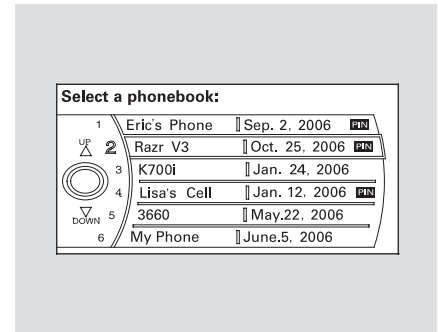 Select a phonebook:
1 Eric's Phone Sep. 2, 2006 PIN
UP 2 Razr V3 Oct. 25, 2006 PIN
3 K700i Jan. 24, 2006
4 Lisa's Cell Jan. 12, 2006 PIN
DOWN 5 3660 May.22, 2006
6 My Phone June.5, 2006